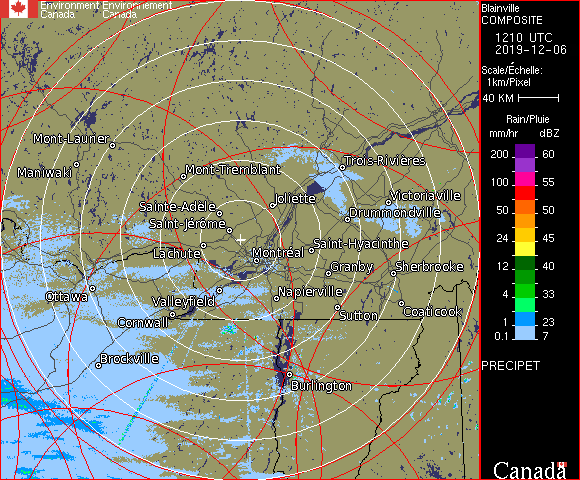 Environment Environnement
Canada Canada
Blainville
COMPOSITE
1210 UTC
2019-12-06
Scale/Échelle:
1km/Pixel
40 KM
Rain/Pluie
mm/hr dBZ
200 60
150 57
100 55
50 50
24 45
12 40
4 33
1 23
0.1 7
PRECIPET
Canada
Mont-Laurier
Maniwaki
Mont-Tremblant
Trois-Rivières
Sainte-Adèle
Joliette
Victoriaville
Saint-Jérôme
Drummondville
Lachute
Montréal
Saint-Hyacinthe
Granby
Sherbrooke
Ottawa
Valleyfield
Napierville
Cornwall
Sutton
Coaticook
Brockville
Burlington